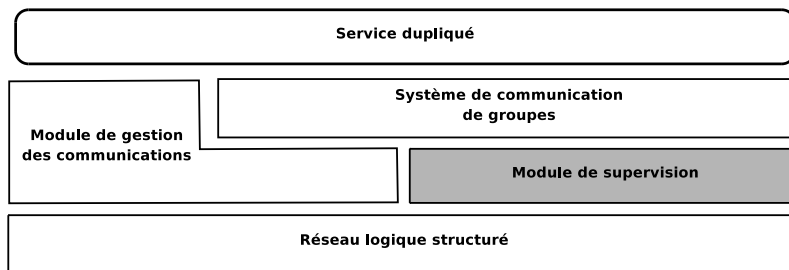 Service dupliqué
Système de communication
de groupes
Module de gestion
des communications
Module de supervision
Réseau logique structuré